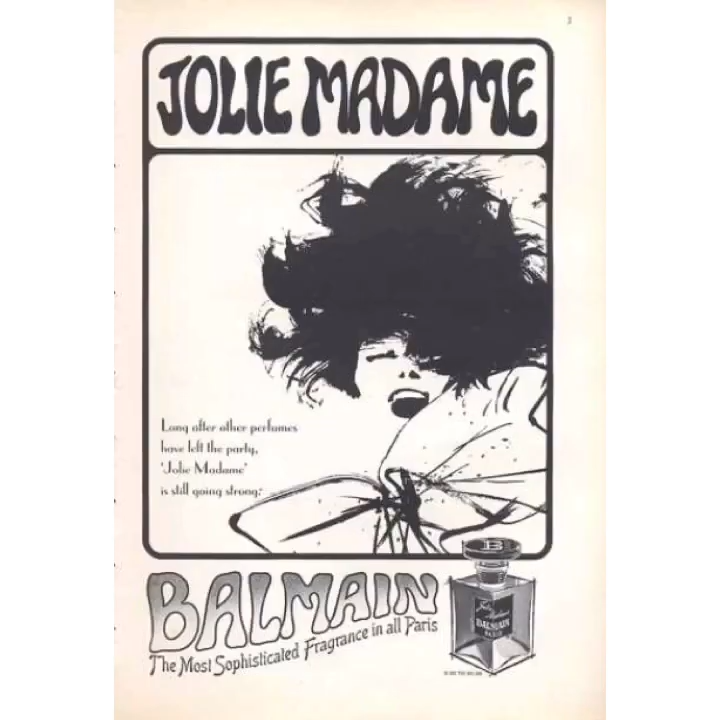 JOLIE MADAME
Long after other perfumes
have left the party,
'Jolie Madame'
is still going strong.
BALMAIN
The Most Sophisticated Fragrance in all Paris
B
Jolie
Madame
BALMAIN
PARIS